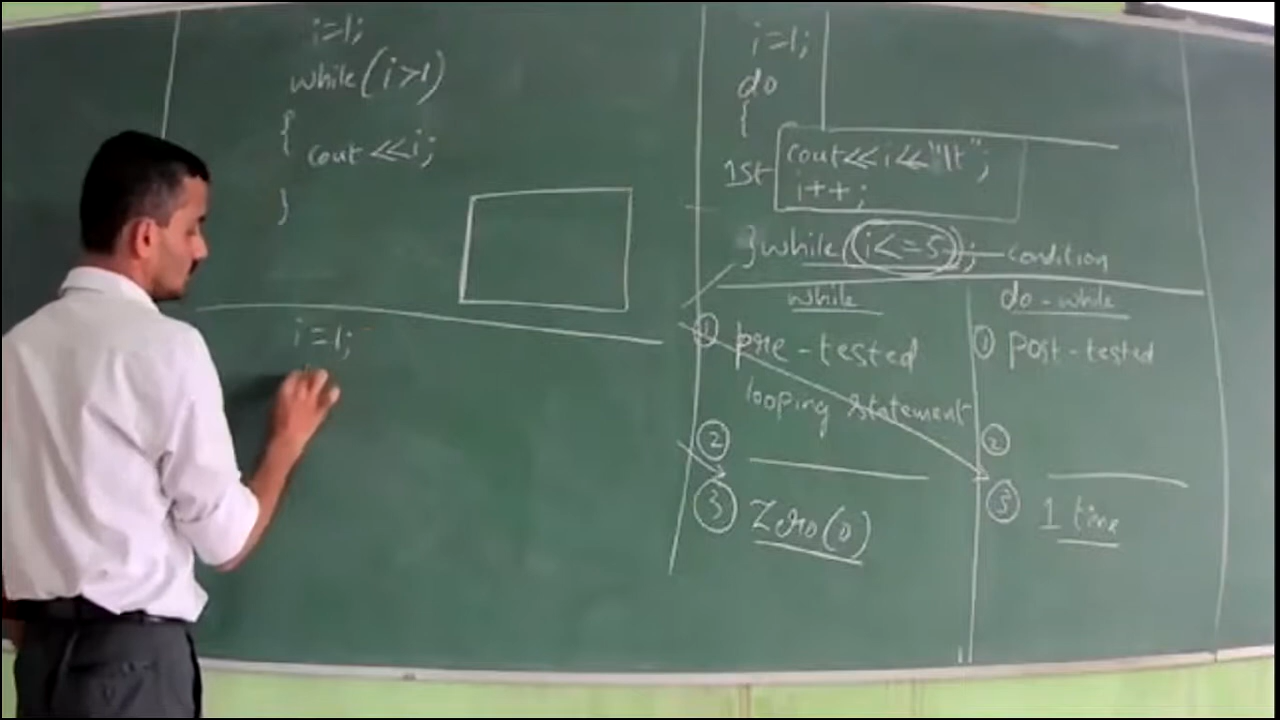 i=1;
while(i>1)
{
cout<<i;
}
i=1;
i=1;
do
{
1st cout<<i<<"\t";
i++;
}while(i<=5); condition
while
① pre-tested
looping statement
②
③ Zero(0)
do-while
① post-tested
②
③ 1 time